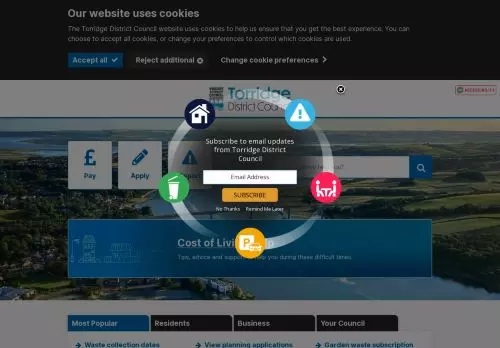 Our website uses cookies
The Torridge District Council website uses cookies to help us ensure that you get the best experience. You can
choose to accept all cookies, or change your preferences to control which cookies are used.
Accept all Reject additional Change cookie preferences
Torridge
District Council
ACCESSIBILITY
Subscribe to email updates
from Torridge District
Council
Email Address
SUBSCRIBE
No Thanks Remind Me Later
Pay
Apply
Cost of Living
Tips, advice and support
you during these difficult times.
Most Popular Residents Business Your Council
Waste collection dates View planning applications Garden waste subscription